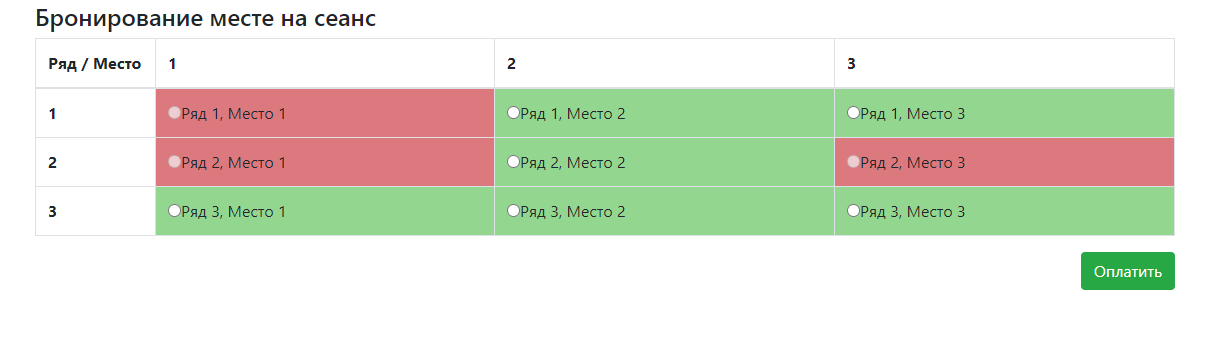 Бронирование месте на сеанс
Ряд / Место 1 2 3
1 Ряд 1, Место 1 Ряд 1, Место 2 Ряд 1, Место 3
2 Ряд 2, Место 1 Ряд 2, Место 2 Ряд 2, Место 3
3 Ряд 3, Место 1 Ряд 3, Место 2 Ряд 3, Место 3
Оплатить